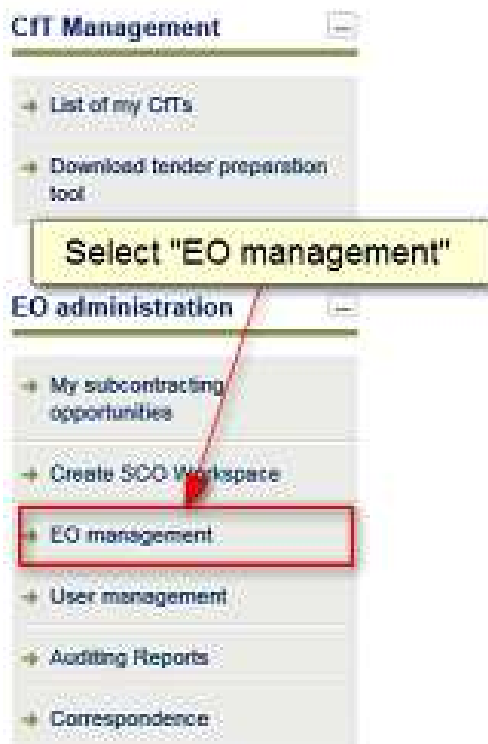 CfT Management
List of my CfTs
Download tender preparation
tool
Select "EO management"
EO administration
My subcontracting
opportunities
Create SCO Workspace
EO management
User management
Auditing Reports
Correspondence